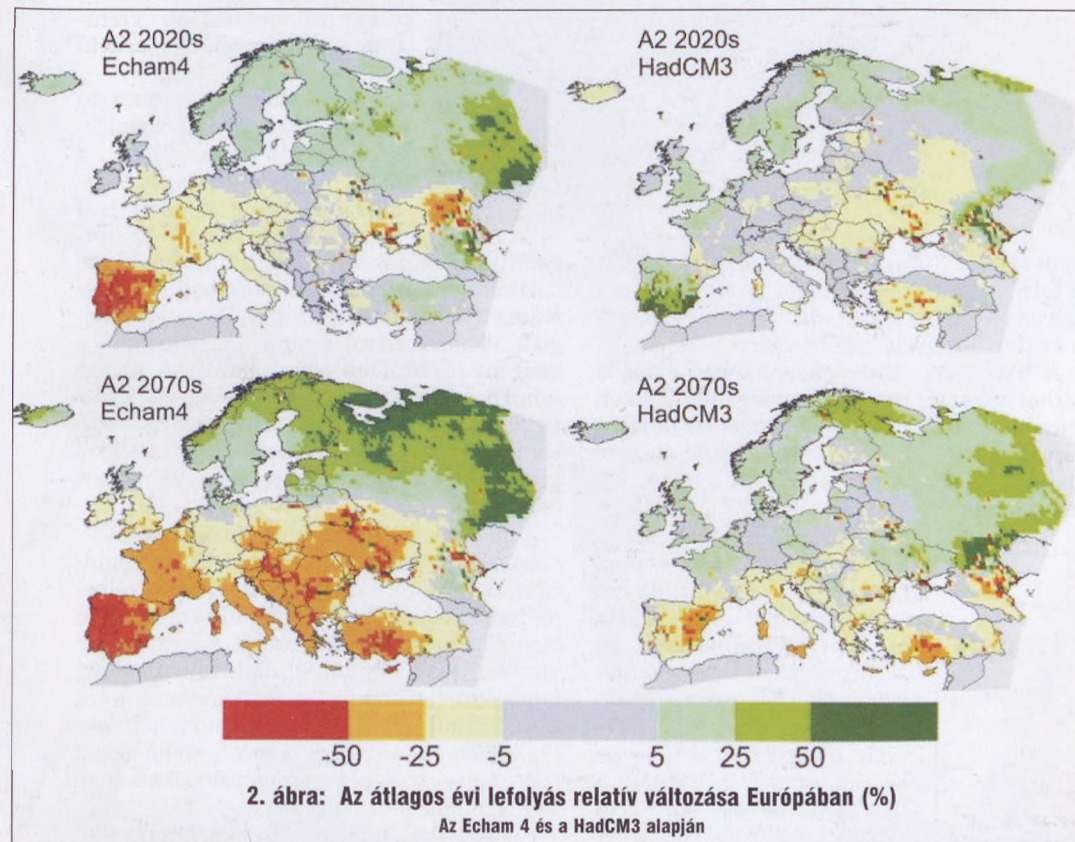 A2 2020s
Echam4
A2 2020s
HadCM3
A2 2070s
Echam4
A2 2070s
HadCM3
-50 -25 -5 5 25 50
2. ábra: Az átlagos évi lefolyás relatív változása Európában (%)
Az Echam 4 és a HadCM3 alapján